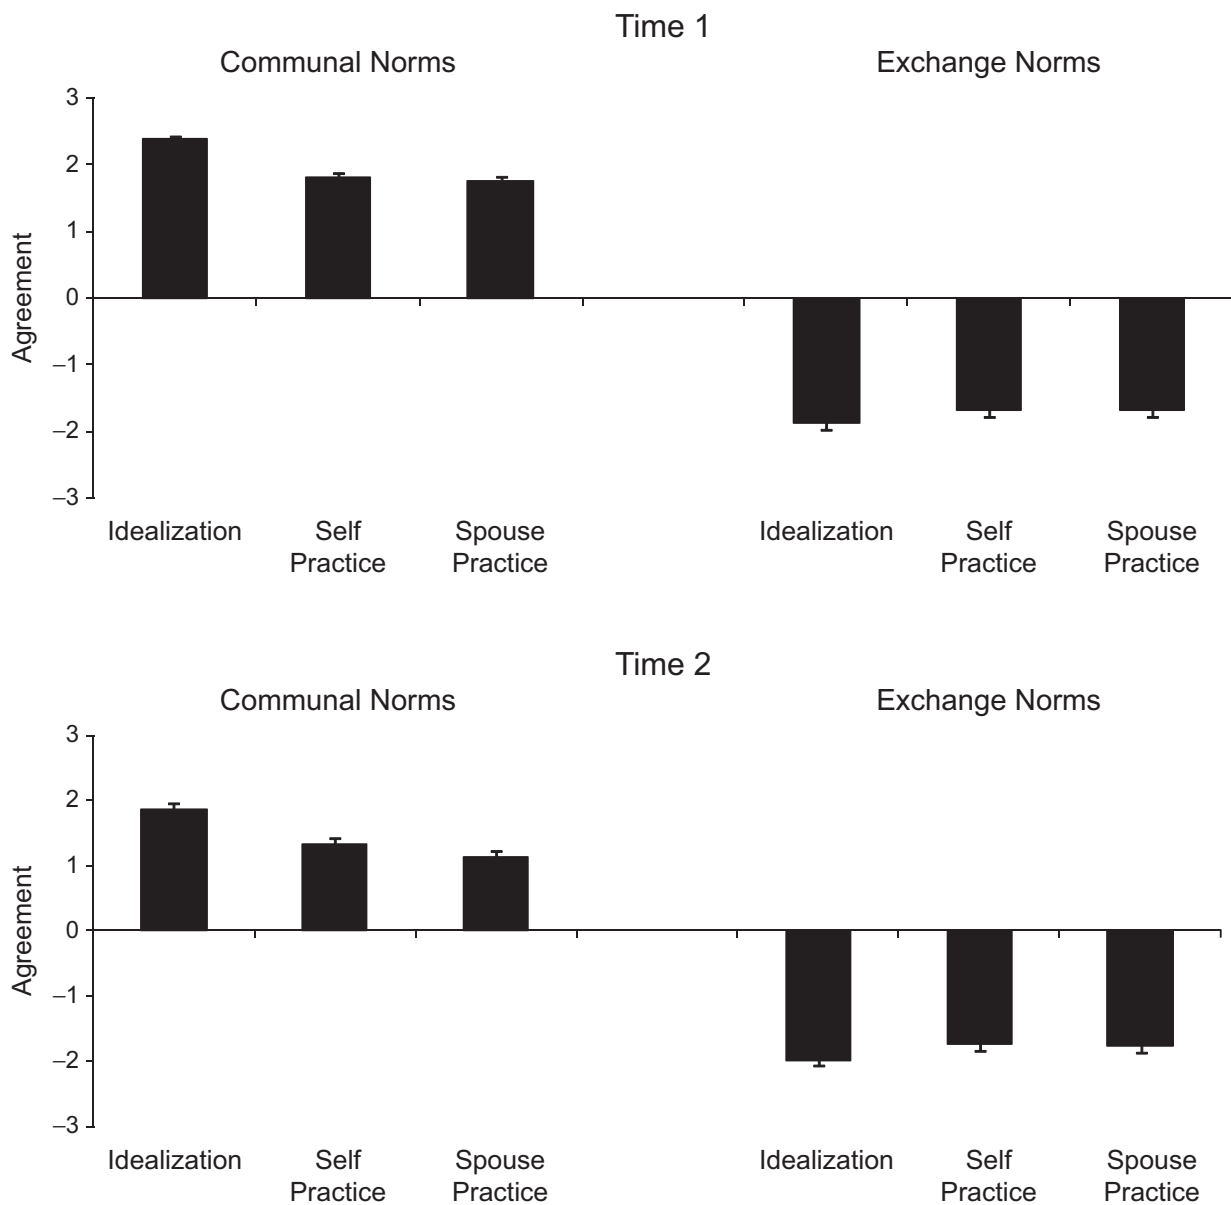 Time 1
Communal Norms Exchange Norms
3
2
1
0
–1
–2
–3
Agreement
Idealization Self Practice Spouse Practice Idealization Self Practice Spouse Practice
Time 2
Communal Norms Exchange Norms
3
2
1
0
–1
–2
–3
Agreement
Idealization Self Practice Spouse Practice Idealization Self Practice Spouse Practice